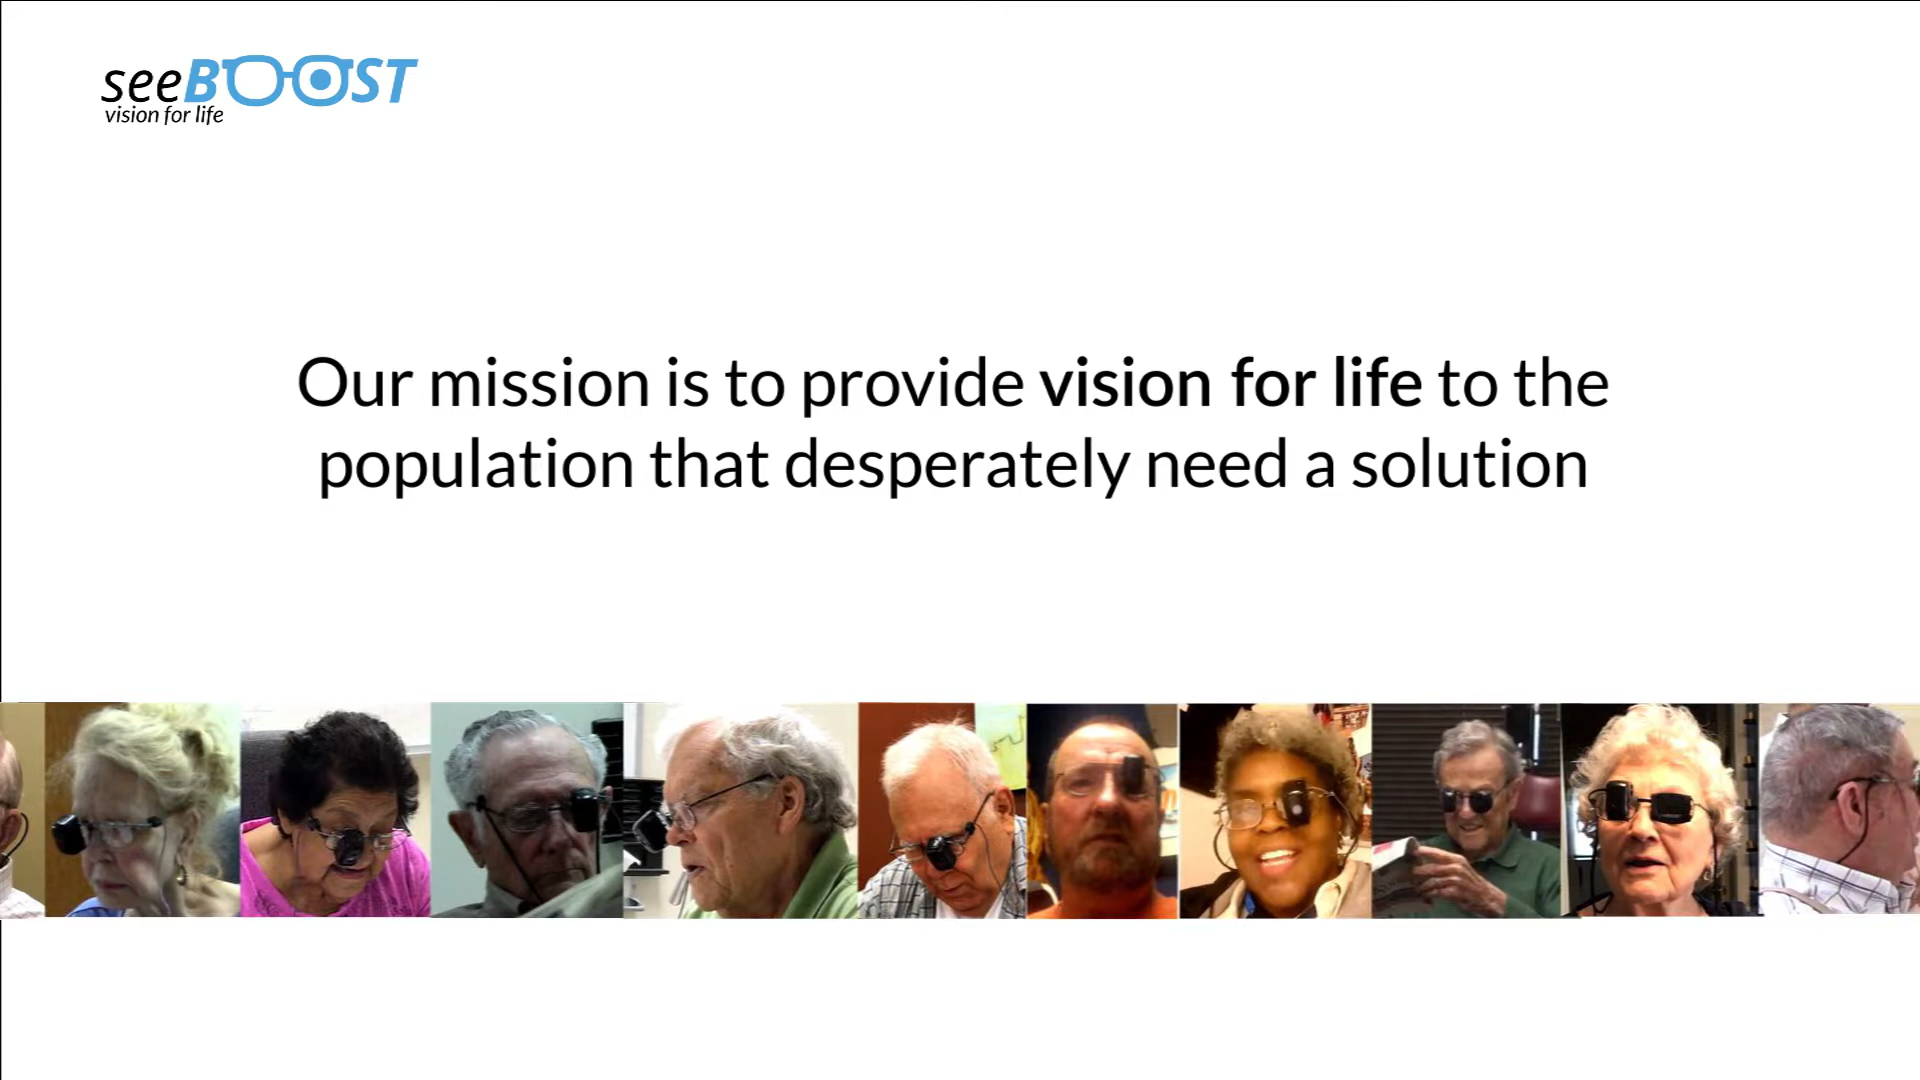 seeBOOST
vision for life
Our mission is to provide vision for life to the
population that desperately need a solution